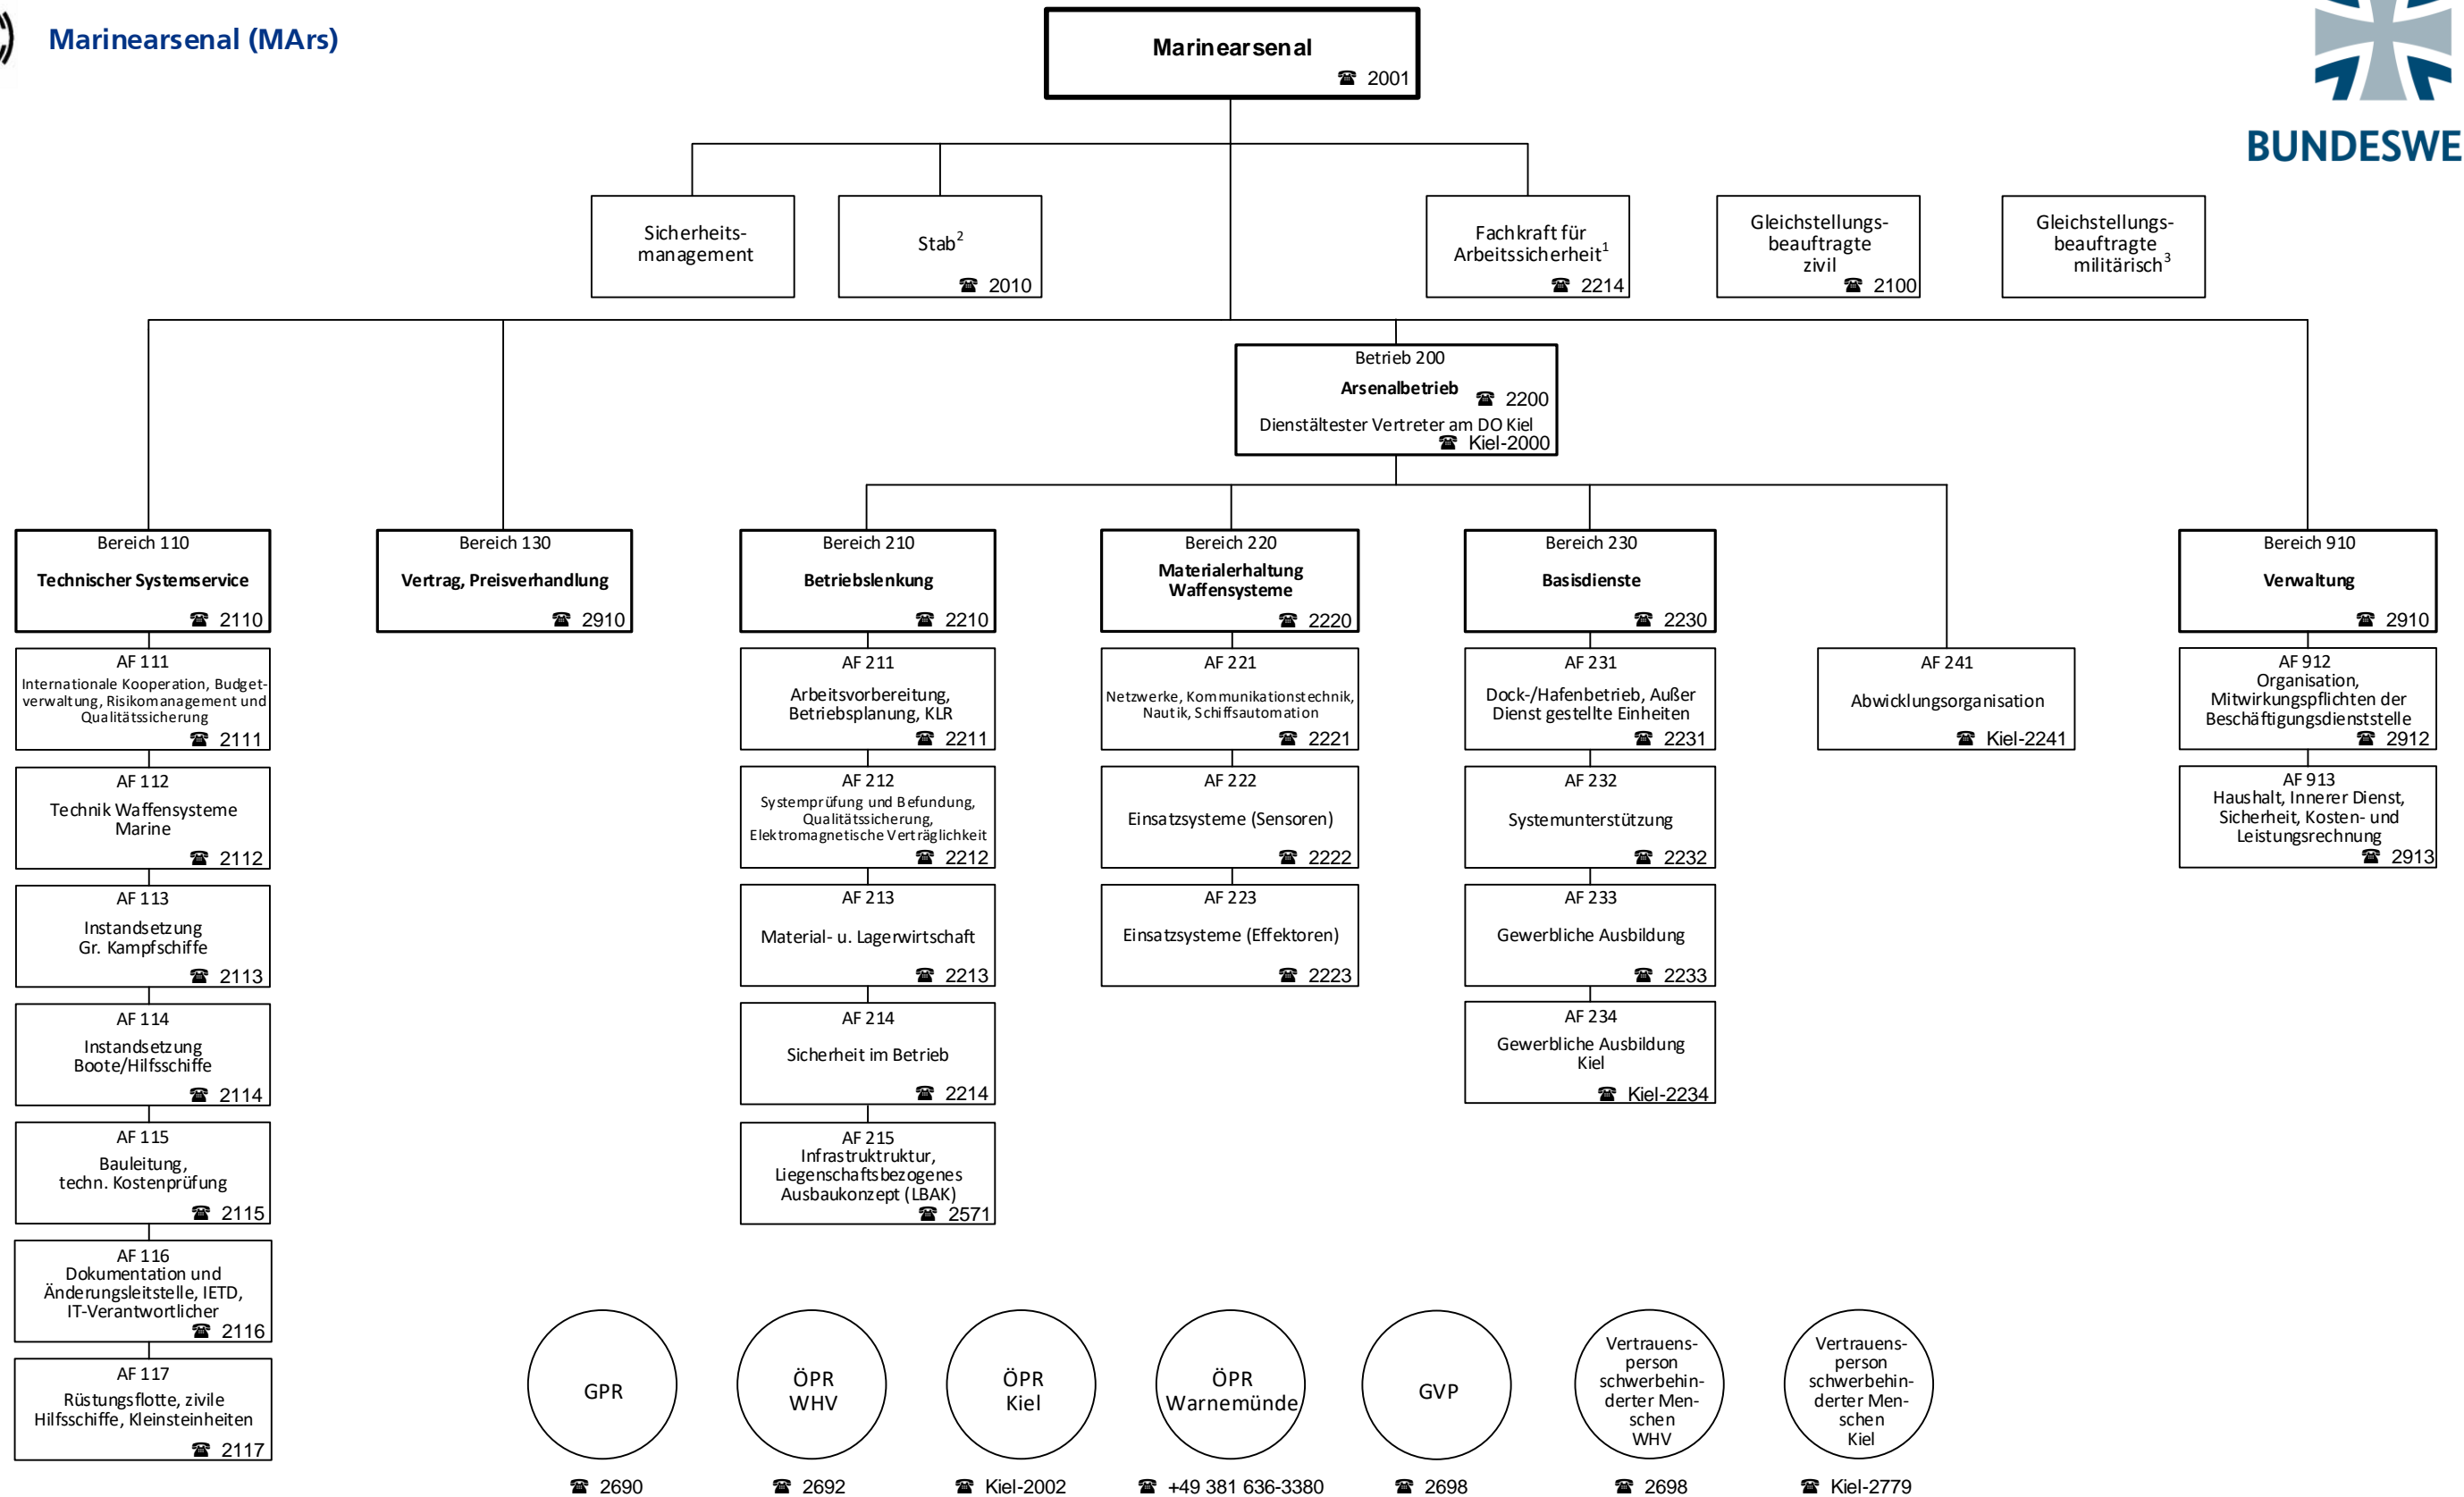 Marinearsenal (MArs)
Marinearsenal
☎ 2001
BUNDESWE
Sicherheits-
management
Stab²
☎ 2010
Fachkraft für
Arbeitssicherheit¹
☎ 2214
Gleichstellungs-
beauftragte
zivil
☎ 2100
Gleichstellungs-
beauftragte
militärisch³
Betrieb 200
Arsenalbetrieb
☎ 2200
Dienstältester Vertreter am DO Kiel
☎ Kiel-2000
Bereich 110
Technischer Systemservice
☎ 2110
Bereich 130
Vertrag, Preisverhandlung
☎ 2910
Bereich 210
Betriebslenkung
☎ 2210
Bereich 220
Materialerhaltung
Waffensysteme
☎ 2220
Bereich 230
Basisdienste
☎ 2230
Bereich 910
Verwaltung
☎ 2910
AF 111
Internationale Kooperation, Budget-
verwaltung, Risikomanagement und
Qualitätssicherung
☎ 2111
AF 112
Technik Waffensysteme
Marine
☎ 2112
AF 113
Instandsetzung
Gr. Kampfschiffe
☎ 2113
AF 114
Instandsetzung
Boote/Hilfsschiffe
☎ 2114
AF 115
Bauleitung,
techn. Kostenprüfung
☎ 2115
AF 116
Dokumentation und
Änderungsleitstelle, IETD,
IT-Verantwortlicher
☎ 2116
AF 117
Rüstungsflotte, zivile
Hilfsschiffe, Kleinsteinheiten
☎ 2117
AF 211
Arbeitsvorbereitung,
Betriebsplanung, KLR
☎ 2211
AF 212
Systemprüfung und Befundung,
Qualitätssicherung,
Elektromagnetische Verträglichkeit
☎ 2212
AF 213
Material- u. Lagerwirtschaft
☎ 2213
AF 214
Sicherheit im Betrieb
☎ 2214
AF 215
Infrastruktruktur,
Liegenschaftsbezogenes
Ausbaukonzept (LBAK)
☎ 2571
AF 221
Netzwerke, Kommunikationstechnik,
Nautik, Schiffsautomation
☎ 2221
AF 222
Einsatzsysteme (Sensoren)
☎ 2222
AF 223
Einsatzsysteme (Effektoren)
☎ 2223
AF 231
Dock-/Hafenbetrieb, Außer
Dienst gestellte Einheiten
☎ 2231
AF 232
Systemunterstützung
☎ 2232
AF 233
Gewerbliche Ausbildung
☎ 2233
AF 234
Gewerbliche Ausbildung
Kiel
☎ Kiel-2234
AF 241
Abwicklungsorganisation
☎ Kiel-2241
AF 912
Organisation,
Mitwirkungspflichten der
Beschäftigungsdienststelle
☎ 2912
AF 913
Haushalt, Innerer Dienst,
Sicherheit, Kosten- und
Leistungsrechnung
☎ 2913
GPR
☎ 2690
ÖPR
WHV
☎ 2692
ÖPR
Kiel
☎ Kiel-2002
ÖPR
Warnemünde
☎ +49 381 636-3380
GVP
☎ 2698
Vertrauens-
person
schwerbehin-
derter Men-
schen
WHV
☎ 2698
Vertrauens-
person
schwerbehin-
derter Men-
schen
Kiel
☎ Kiel-2779